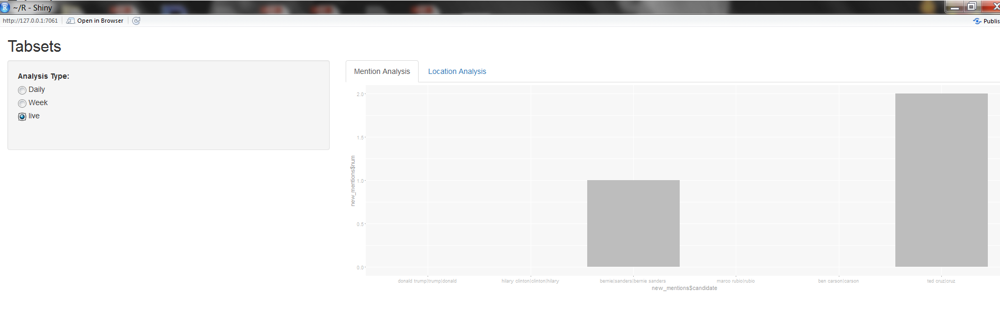 ~/R - Shiny
http://127.0.0.1:7061 Open in Browser Publis
Tabsets
Analysis Type:
Daily
Week
live
Mention Analysis Location Analysis
2.0
1.5
1.0
0.5
0.0
new_mentions$num
donald trump|trump|donald hilary clinton|clinton|hilary bernie|sanders|bernie sanders marco rubio|rubio ben carson|carson ted cruz|cruz
new_mentions$candidate